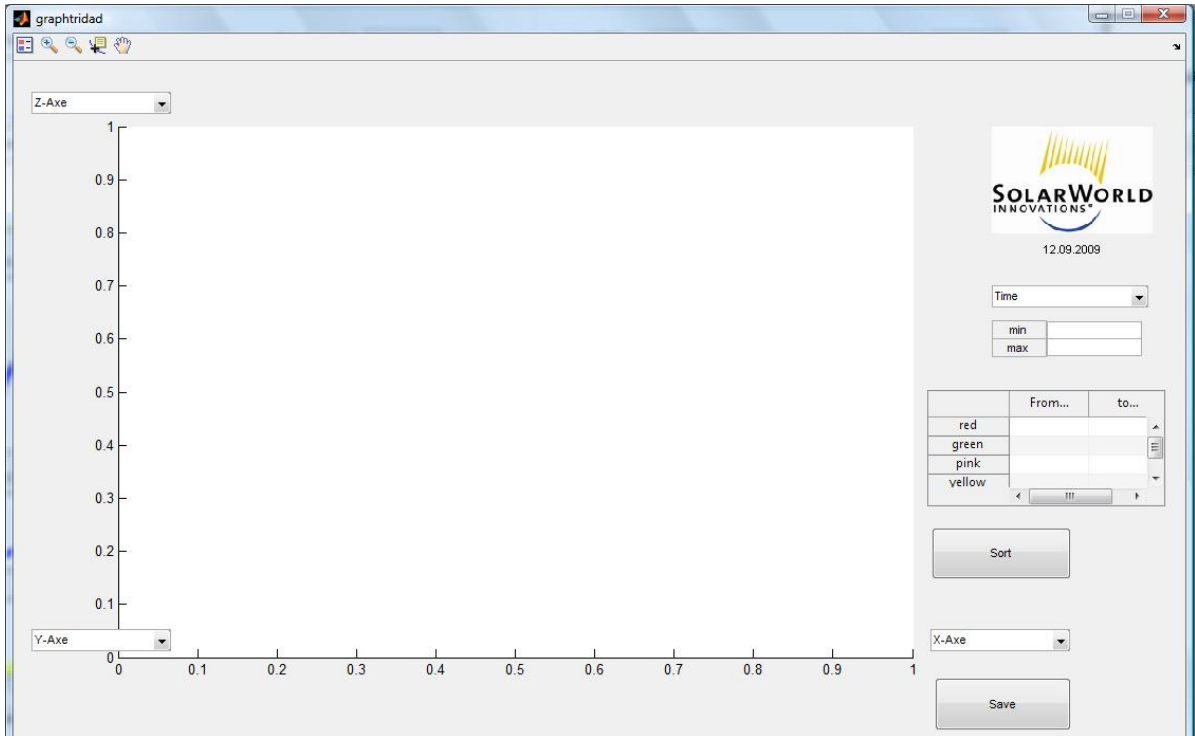 graphtridad
Z-Axe
1
0.9
0.8
0.7
0.6
0.5
0.4
0.3
0.2
0.1
0
Y-Axe
0 0.1 0.2 0.3 0.4 0.5 0.6 0.7 0.8 0.9 1
SOLARWORLD
INNOVATIONS®
12.09.2009
Time
min
max
From... to...
red
green
pink
yellow
Sort
X-Axe
Save